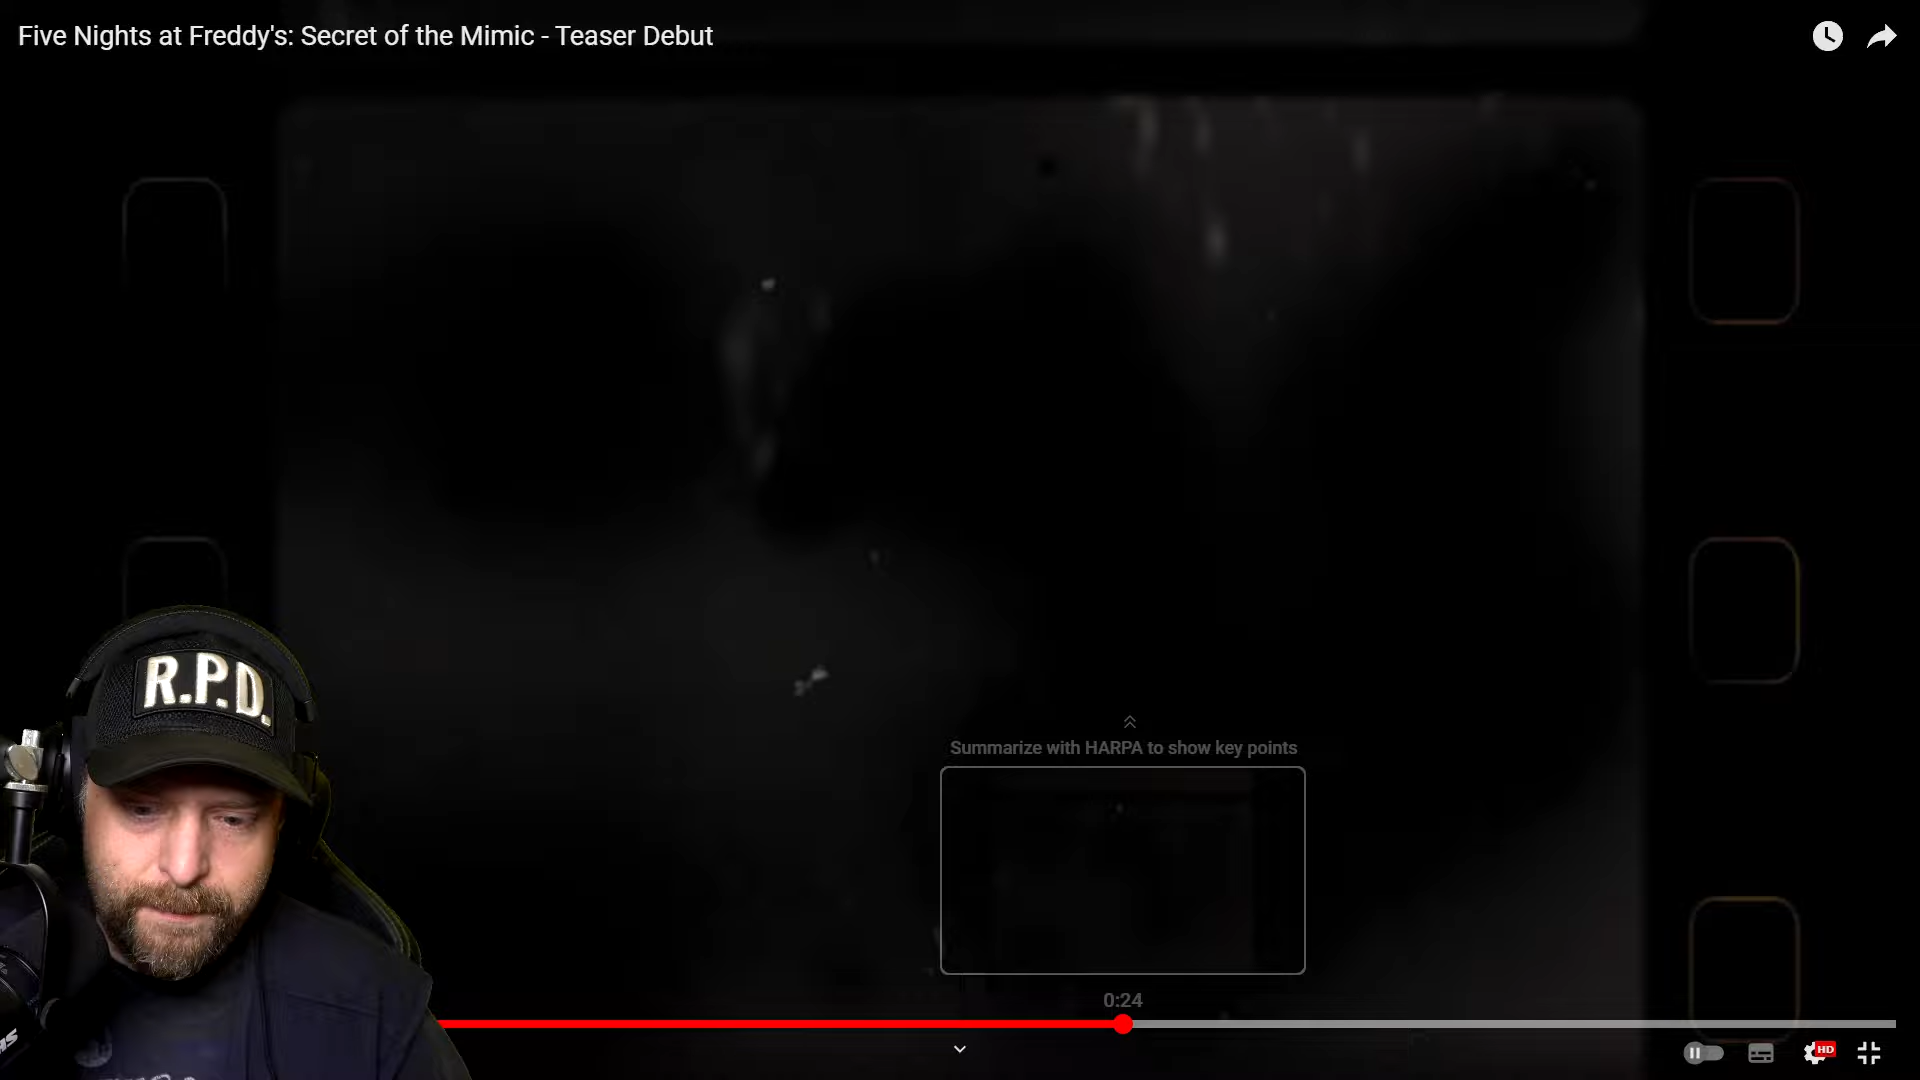 Five Nights at Freddy's: Secret of the Mimic - Teaser Debut
R.P.D.
Summarize with HARPA to show key points
0:24
HD